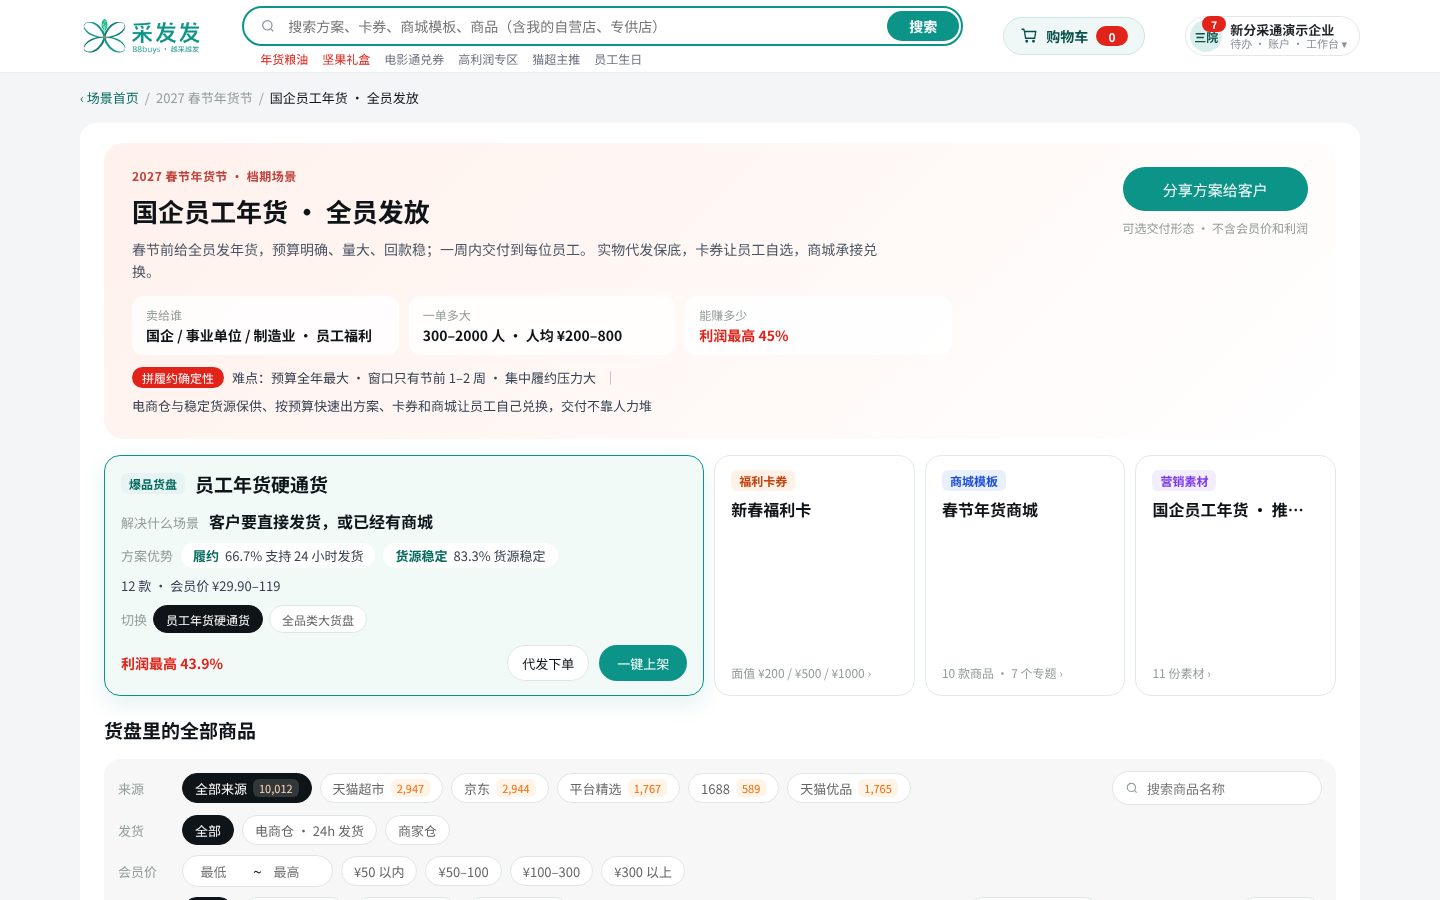 采发发
BBbuys · 越采越发
搜索方案、卡券、商城模板、商品（含我的自营店、专供店）
搜索
年货粮油 坚果礼盒 电影通兑券 高利润专区 猫超主推 员工生日
购物车 0
三院 7
新分采通演示企业
待办 · 账户 · 工作台 ▾
‹ 场景首页 / 2027 春节年货节 / 国企员工年货 · 全员发放
2027 春节年货节 · 档期场景
国企员工年货 · 全员发放
春节前给全员发年货，预算明确、量大、回款稳；一周内交付到每位员工。 实物代发保底，卡券让员工自选，商城承接兑
换。
分享方案给客户
可选交付形态 · 不含会员价和利润
卖给谁
国企 / 事业单位 / 制造业 · 员工福利
一单多大
300–2000 人 · 人均 ¥200–800
能赚多少
利润最高 45%
拼履约确定性 难点：预算全年最大 · 窗口只有节前 1–2 周 · 集中履约压力大
电商仓与稳定货源保供、按预算快速出方案、卡券和商城让员工自己兑换，交付不靠人力堆
爆品货盘 员工年货硬通货
解决什么场景 客户要直接发货，或已经有商城
方案优势 履约 66.7% 支持 24 小时发货 货源稳定 83.3% 货源稳定
12 款 · 会员价 ¥29.90–119
切换 员工年货硬通货 全品类大货盘
利润最高 43.9%
代发下单 一键上架
福利卡券
新春福利卡
面值 ¥200 / ¥500 / ¥1000 ›
商城模板
春节年货商城
10 款商品 · 7 个专题 ›
营销素材
国企员工年货 · 推…
11 份素材 ›
货盘里的全部商品
来源 全部来源 10,012 天猫超市 2,947 京东 2,944 平台精选 1,767 1688 589 天猫优品 1,765
搜索商品名称
发货 全部 电商仓 · 24h 发货 商家仓
会员价 最低 ~ 最高 ¥50 以内 ¥50–100 ¥100–300 ¥300 以上